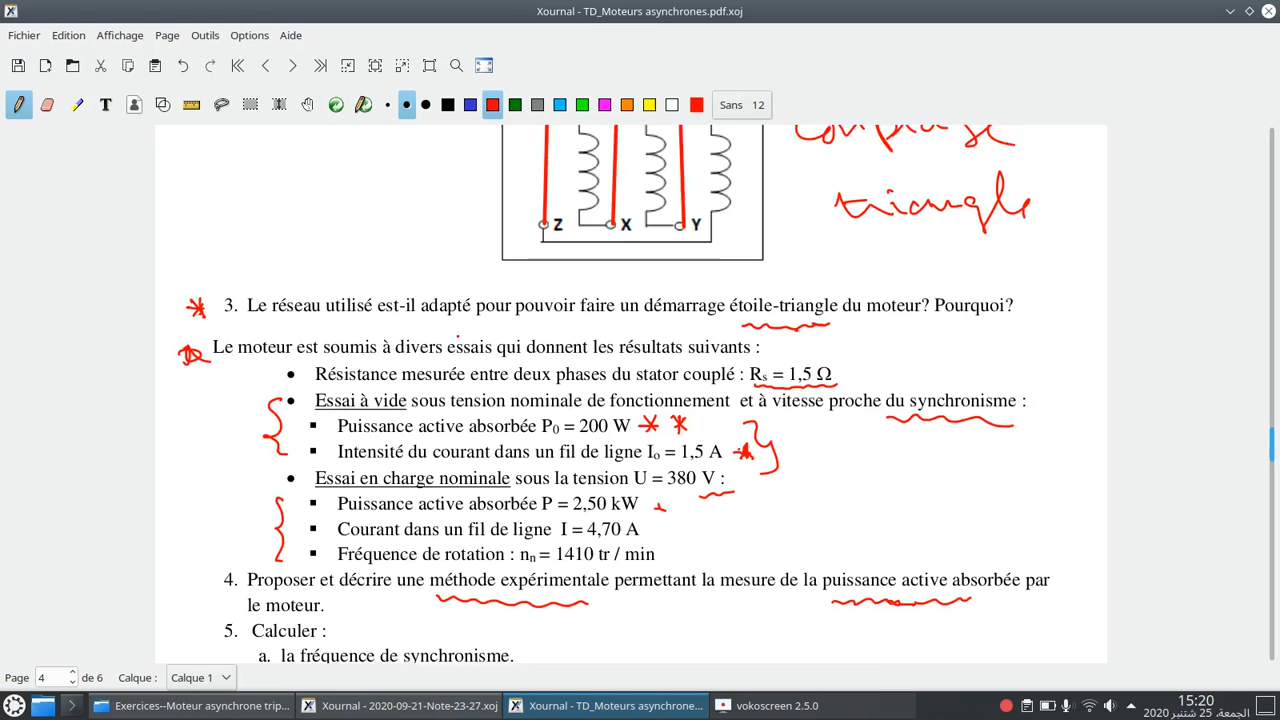 Xournal - TD_Moteurs asynchrones.pdf.xoj
Fichier Edition Affichage Page Outils Options Aide
T Sans 12
couplage
triangle
Z X Y
3. Le réseau utilisé est-il adapté pour pouvoir faire un démarrage étoile-triangle du moteur? Pourquoi?
Le moteur est soumis à divers essais qui donnent les résultats suivants :
• Résistance mesurée entre deux phases du stator couplé : Rs = 1,5 Ω
• Essai à vide sous tension nominale de fonctionnement et à vitesse proche du synchronisme :
▪ Puissance active absorbée P0 = 200 W
▪ Intensité du courant dans un fil de ligne Io = 1,5 A
• Essai en charge nominale sous la tension U = 380 V :
▪ Puissance active absorbée P = 2,50 kW
▪ Courant dans un fil de ligne I = 4,70 A
▪ Fréquence de rotation : nn = 1410 tr / min
4. Proposer et décrire une méthode expérimentale permettant la mesure de la puissance active absorbée par
le moteur.
5. Calculer :
a. la fréquence de synchronisme.
Page 4 de 6 Calque : Calque 1
Exercices--Moteur asynchrone trip... Xournal - 2020-09-21-Note-23-27.xoj Xournal - TD_Moteurs asynchrone... vokoscreen 2.5.0
15:20
الجمعة، 25 شتنبر 2020